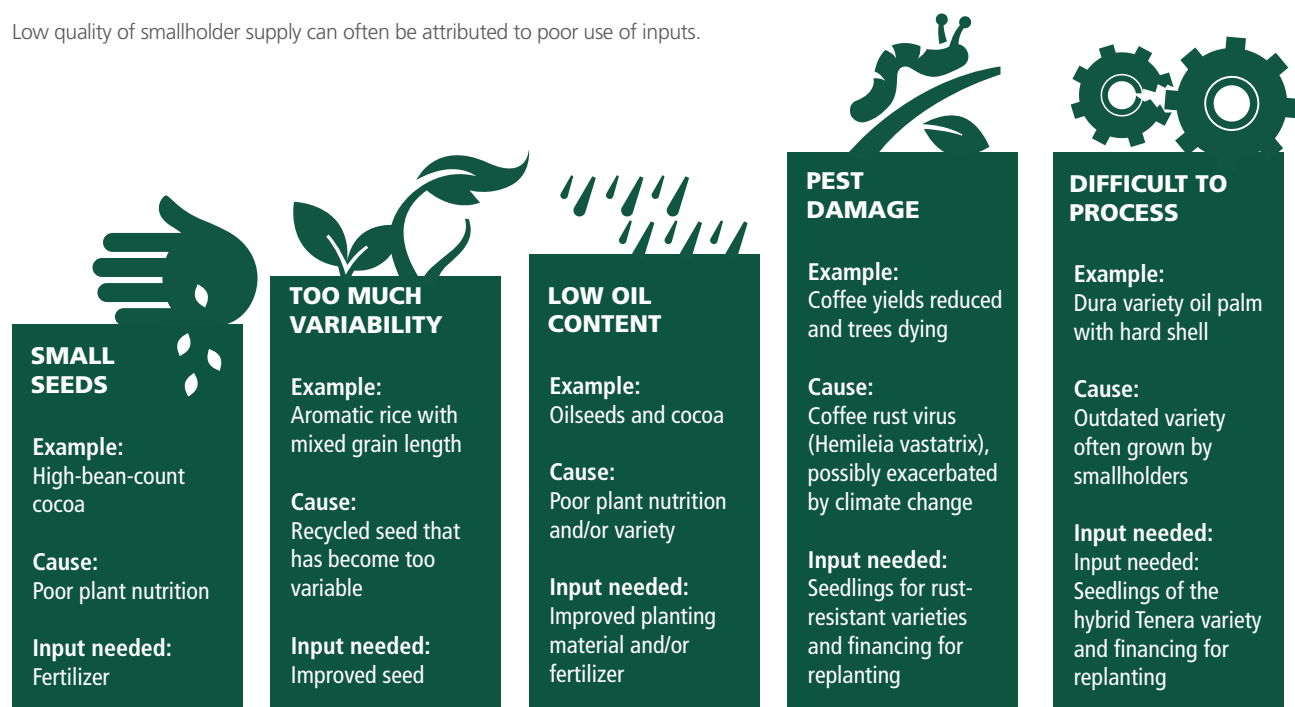 Low quality of smallholder supply can often be attributed to poor use of inputs.
SMALL
SEEDS
Example:
High-bean-count
cocoa
Cause:
Poor plant nutrition
Input needed:
Fertilizer
TOO MUCH
VARIABILITY
Example:
Aromatic rice with
mixed grain length
Cause:
Recycled seed that
has become too
variable
Input needed:
Improved seed
LOW OIL
CONTENT
Example:
Oilseeds and cocoa
Cause:
Poor plant nutrition
and/or variety
Input needed:
Improved planting
material and/or
fertilizer
PEST
DAMAGE
Example:
Coffee yields reduced
and trees dying
Cause:
Coffee rust virus
(Hemileia vastatrix),
possibly exacerbated
by climate change
Input needed:
Seedlings for rust-
resistant varieties
and financing for
replanting
DIFFICULT TO
PROCESS
Example:
Dura variety oil palm
with hard shell
Cause:
Outdated variety
often grown by
smallholders
Input needed:
Input needed:
Seedlings of the
hybrid Tenera variety
and financing for
replanting